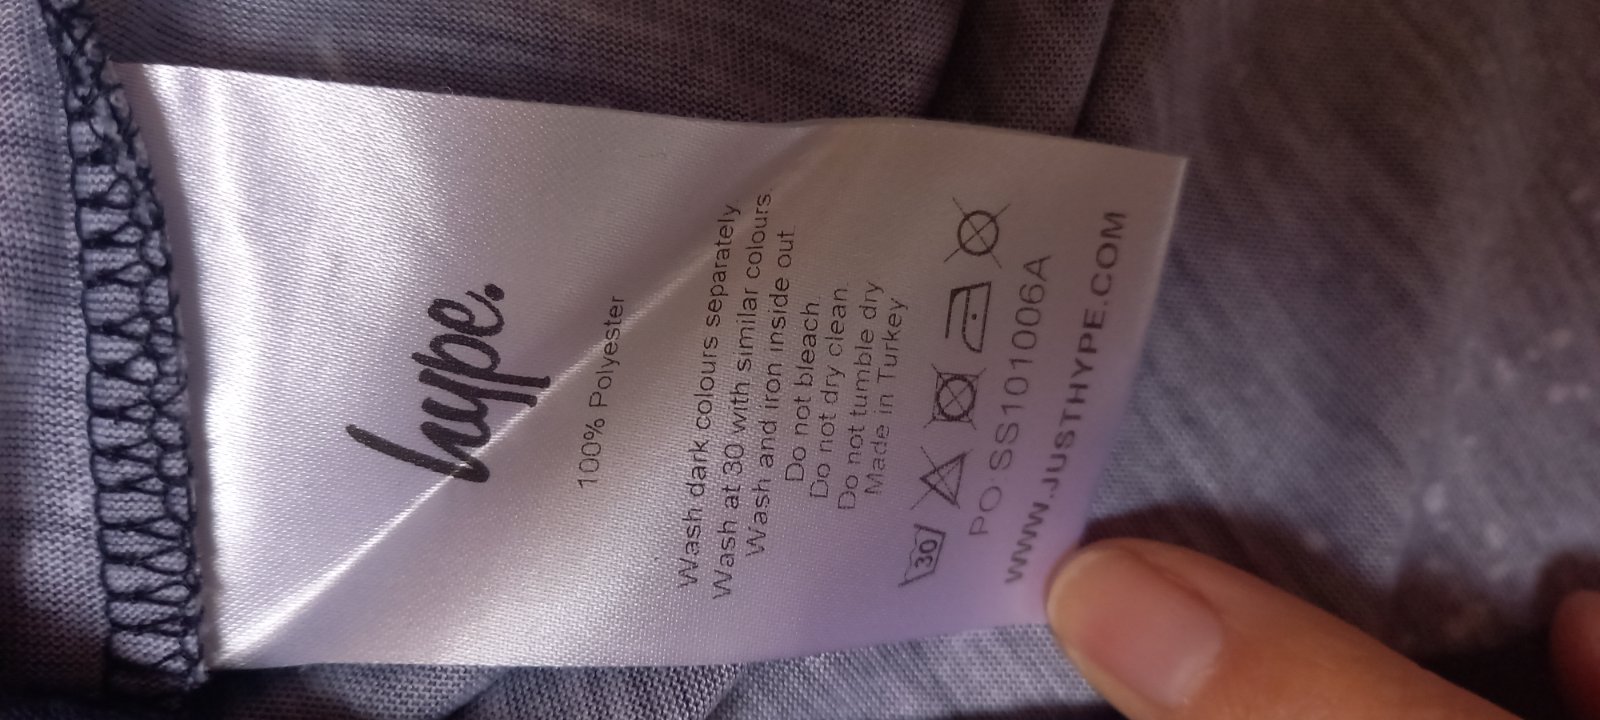 hype.
100% Polyester
Wash dark colours separately
Wash at 30 with similar colours.
Wash and iron inside out.
Do not bleach.
Do not dry clean.
Do not tumble dry
Made in Turkey
30
PO:SS101006A
WWW.JUSTHYPE.COM